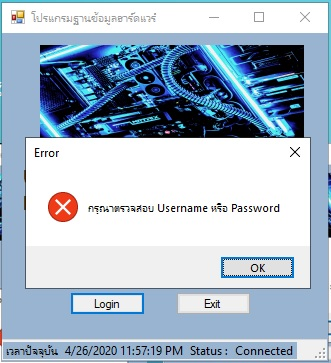 โปรแกรมฐานข้อมูลฮาร์ดแวร์
Error
กรุณาตรวจสอบ Username หรือ Password
OK
Login
Exit
เวลาปัจจุบัน 4/26/2020 11:57:19 PM Status : Connected